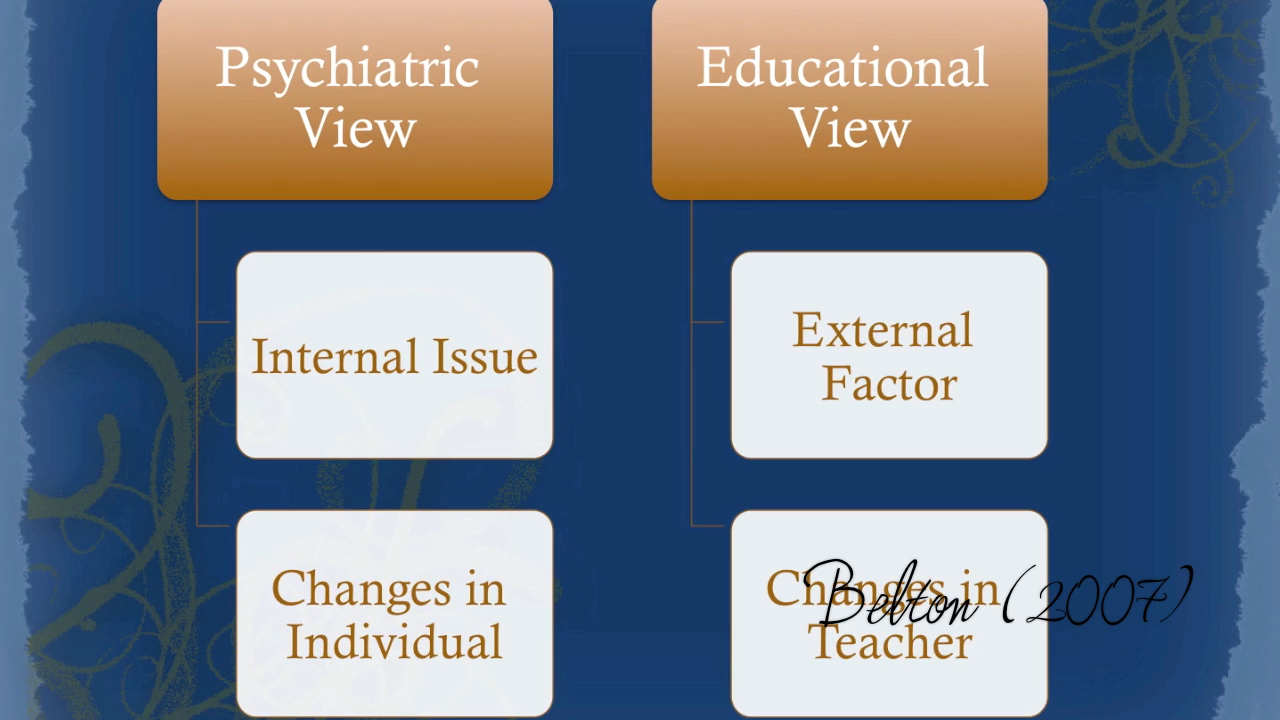 Psychiatric
View
Internal Issue
Changes in
Individual
Educational
View
External
Factor
Changes in
Teacher
Belton (2007)